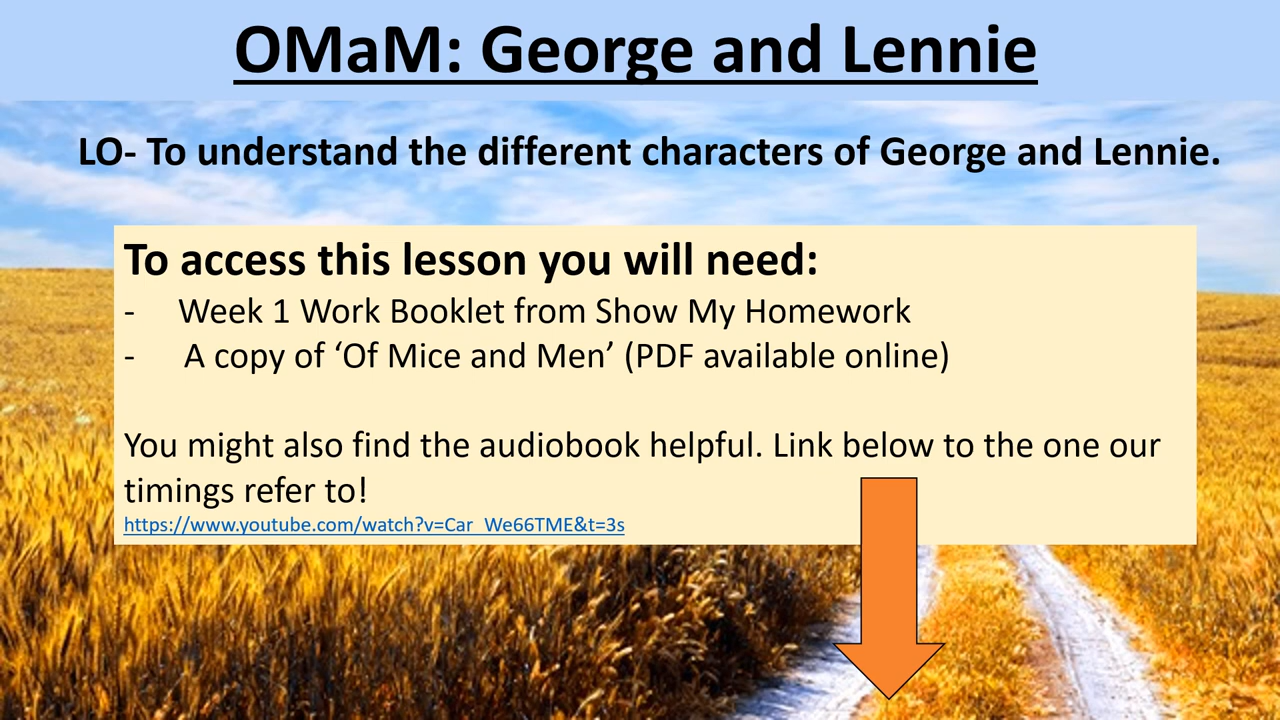 OMaM: George and Lennie
LO- To understand the different characters of George and Lennie.
To access this lesson you will need:
- Week 1 Work Booklet from Show My Homework
- A copy of ‘Of Mice and Men’ (PDF available online)
You might also find the audiobook helpful. Link below to the one our
timings refer to!
https://www.youtube.com/watch?v=Car_We66TME&t=3s